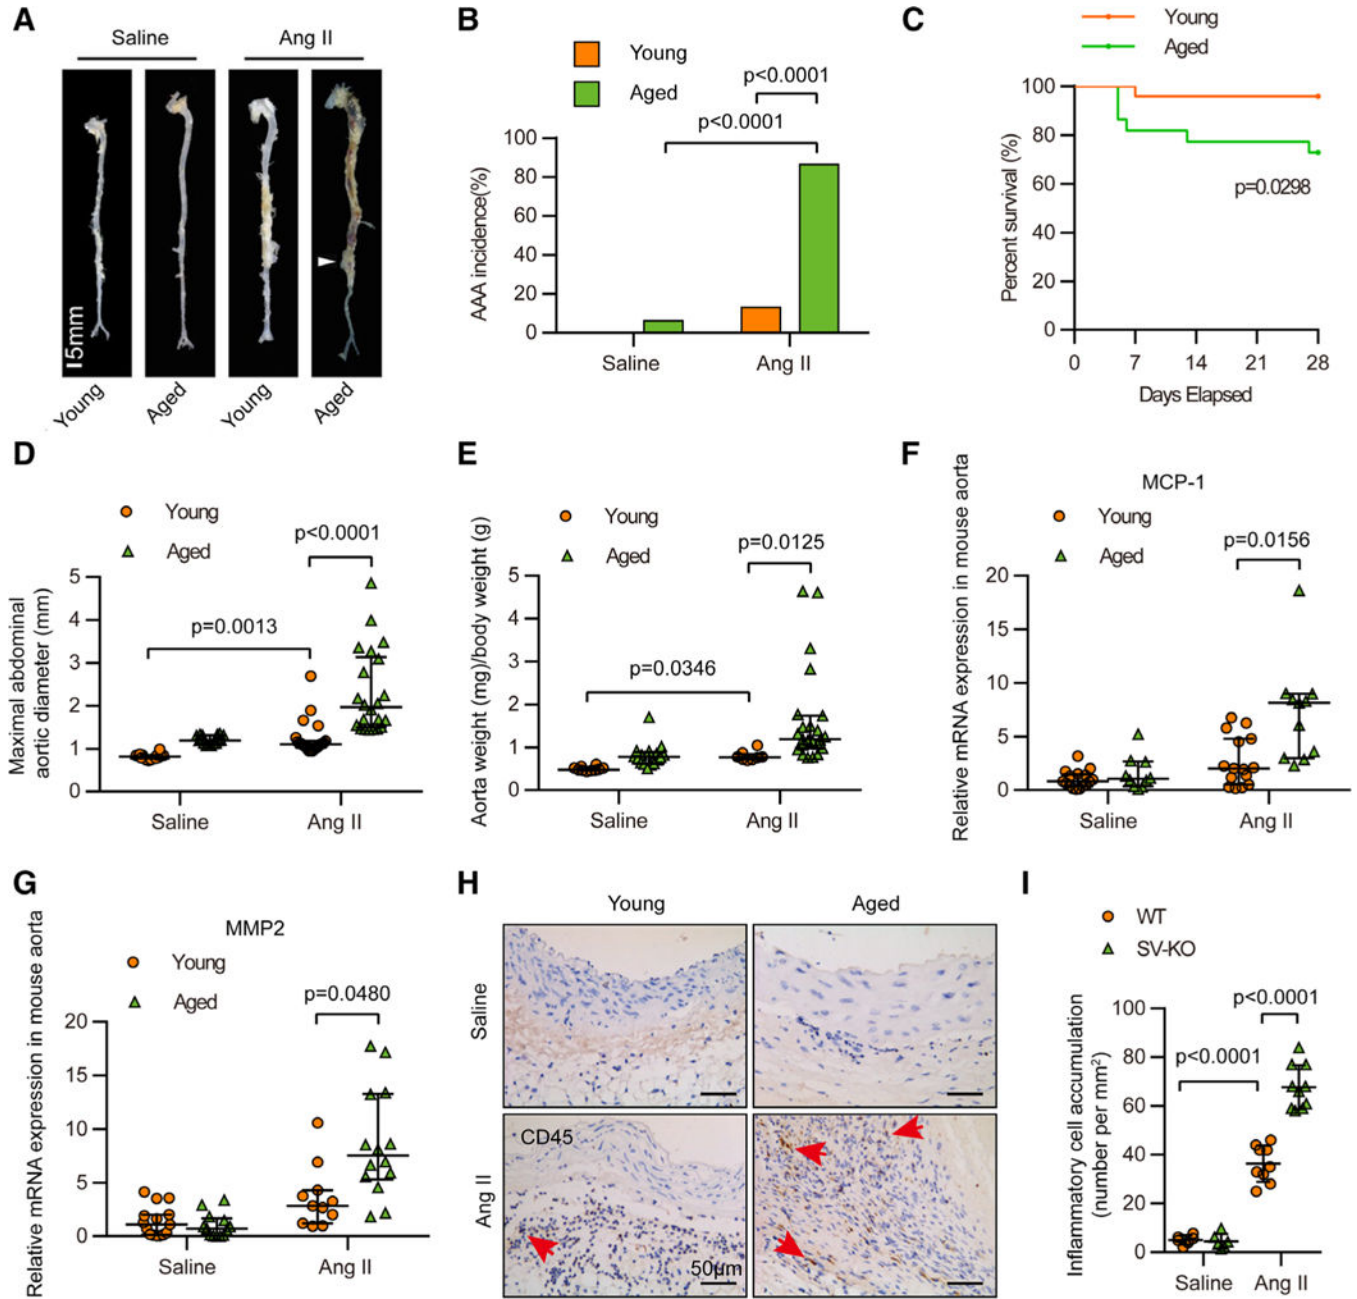 A
Saline
Ang II
5mm
Young
Aged
Young
Aged
B
Young
Aged
p<0.0001
p<0.0001
AAA incidence(%)
100
80
60
40
20
0
Saline
Ang II
C
Young
Aged
Percent survival (%)
100
80
60
40
20
0
p=0.0298
0
7
14
21
28
Days Elapsed
D
Young
Aged
p<0.0001
p=0.0013
Maximal abdominal
aortic diameter (mm)
5
4
3
2
1
0
Saline
Ang II
E
Young
Aged
p=0.0125
p=0.0346
Aorta weight (mg)/body weight (g)
5
4
3
2
1
0
Saline
Ang II
F
MCP-1
Young
Aged
p=0.0156
Relative mRNA expression in mouse aorta
20
15
10
5
0
Saline
Ang II
G
MMP2
Young
Aged
p=0.0480
Relative mRNA expression in mouse aorta
20
15
10
5
0
Saline
Ang II
H
Young
Aged
Saline
Ang II
CD45
50μm
I
WT
SV-KO
p<0.0001
p<0.0001
Inflammatory cell accumulation
(number per mm²)
100
80
60
40
20
0
Saline
Ang II